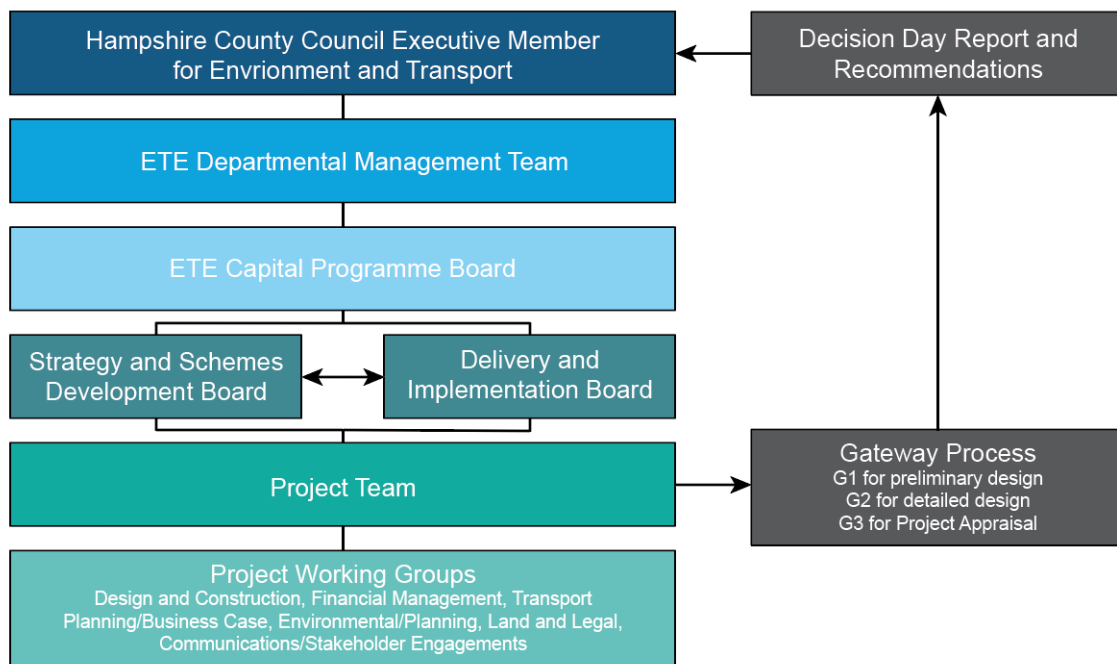 Hampshire County Council Executive Member
for Envrionment and Transport
Decision Day Report and
Recommendations
ETE Departmental Management Team
ETE Capital Programme Board
Strategy and Schemes
Development Board
Delivery and
Implementation Board
Project Team
Gateway Process
G1 for preliminary design
G2 for detailed design
G3 for Project Appraisal
Project Working Groups
Design and Construction, Financial Management, Transport
Planning/Business Case, Environmental/Planning, Land and Legal,
Communications/Stakeholder Engagements